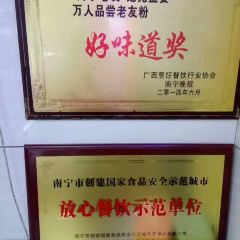 万人品尝老友粉
好味道奖
广西烹饪餐饮行业协会
南宁晚报
二〇一四年六月
南宁市创建国家食品安全示范城市
放心餐饮示范单位